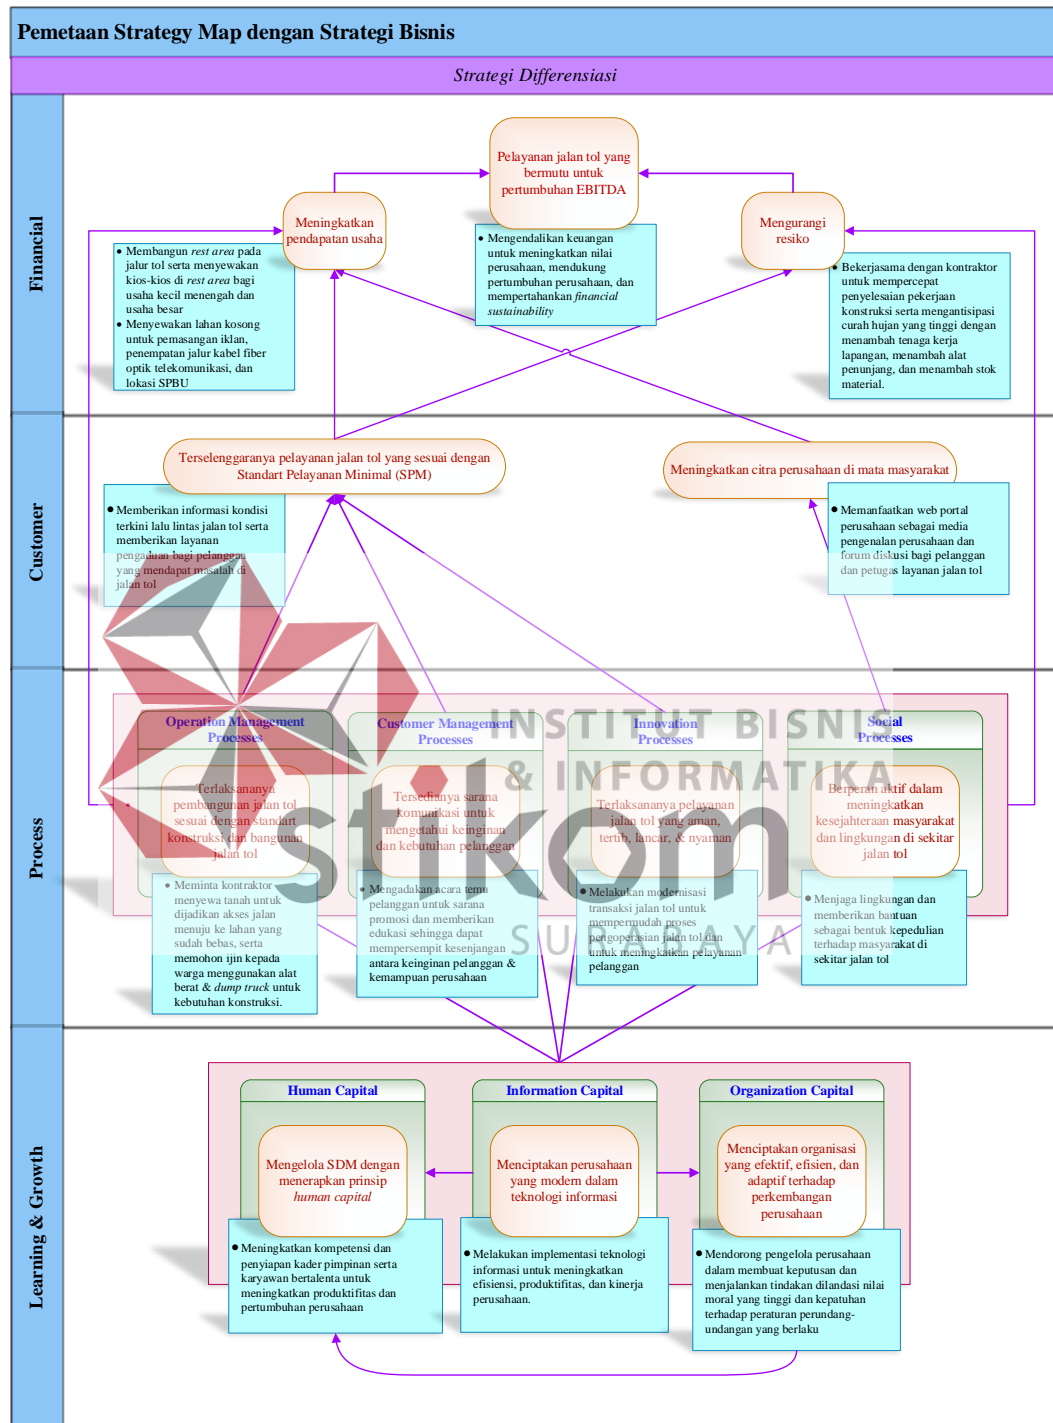 Pemetaan Strategy Map dengan Strategi Bisnis
Strategi Differensiasi
Financial
Pelayanan jalan tol yang
bermutu untuk
pertumbuhan EBITDA
Meningkatkan
pendapatan usaha
Mengurangi
resiko
• Membangun rest area pada
jalur tol serta menyewakan
kios-kios di rest area bagi
usaha kecil menengah dan
usaha besar
• Menyewakan lahan kosong
untuk pemasangan iklan,
penempatan jalur kabel fiber
optik telekomunikasi, dan
lokasi SPBU
• Mengendalikan keuangan
untuk meningkatkan nilai
perusahaan, mendukung
pertumbuhan perusahaan, dan
mempertahankan financial
sustainability
• Bekerjasama dengan kontraktor
untuk mempercepat
penyelesaian pekerjaan
konstruksi serta mengantisipasi
curah hujan yang tinggi dengan
menambah tenaga kerja
lapangan, menambah alat
penunjang, dan menambah stok
material.
Customer
Terselenggaranya pelayanan jalan tol yang sesuai dengan
Standart Pelayanan Minimal (SPM)
Meningkatkan citra perusahaan di mata masyarakat
• Memberikan informasi kondisi
terkini lalu lintas jalan tol serta
memberikan layanan
pengaduan bagi pelanggan
yang mendapat masalah di
jalan tol
• Memanfaatkan web portal
perusahaan sebagai media
pengenalan perusahaan dan
forum diskusi bagi pelanggan
dan petugas layanan jalan tol
Process
Operation Management
Processes
Terlaksananya
pembangunan jalan tol
sesuai dengan standart
konstruksi dan bangunan
jalan tol
• Meminta kontraktor
menyewa tanah untuk
dijadikan akses jalan
menuju ke lahan yang
sudah bebas, serta
memohon ijin kepada
warga menggunakan alat
berat & dump truck untuk
kebutuhan konstruksi.
Customer Management
Processes
Tersedianya sarana
komunikasi untuk
mengetahui keinginan
dan kebutuhan pelanggan
• Mengadakan acara temu
pelanggan untuk sarana
promosi dan memberikan
edukasi sehingga dapat
mempersempit kesenjangan
antara keinginan pelanggan &
kemampuan perusahaan
Innovation
Processes
Terlaksananya pelayanan
jalan tol yang aman,
tertib, lancar, & nyaman
• Melakukan modernisasi
transaksi jalan tol untuk
mempermudah proses
pengoperasian jalan tol dan
untuk meningkatkan pelayanan
pelanggan
Social
Processes
Berperan aktif dalam
meningkatkan
kesejahteraan masyarakat
dan lingkungan di sekitar
jalan tol
• Menjaga lingkungan dan
memberikan bantuan
sebagai bentuk kepedulian
terhadap masyarakat di
sekitar jalan tol
INSTITUT BISNIS
& INFORMATIKA
stikom
SURABAYA
Learning & Growth
Human Capital
Mengelola SDM dengan
menerapkan prinsip
human capital
• Meningkatkan kompetensi dan
penyiapan kader pimpinan serta
karyawan bertalenta untuk
meningkatkan produktifitas dan
pertumbuhan perusahaan
Information Capital
Menciptakan perusahaan
yang modern dalam
teknologi informasi
• Melakukan implementasi teknologi
informasi untuk meningkatkan
efisiensi, produktifitas, dan kinerja
perusahaan.
Organization Capital
Menciptakan organisasi
yang efektif, efisien, dan
adaptif terhadap
perkembangan
perusahaan
• Mendorong pengelola perusahaan
dalam membuat keputusan dan
menjalankan tindakan dilandasi nilai
moral yang tinggi dan kepatuhan
terhadap peraturan perundang-
undangan yang berlaku